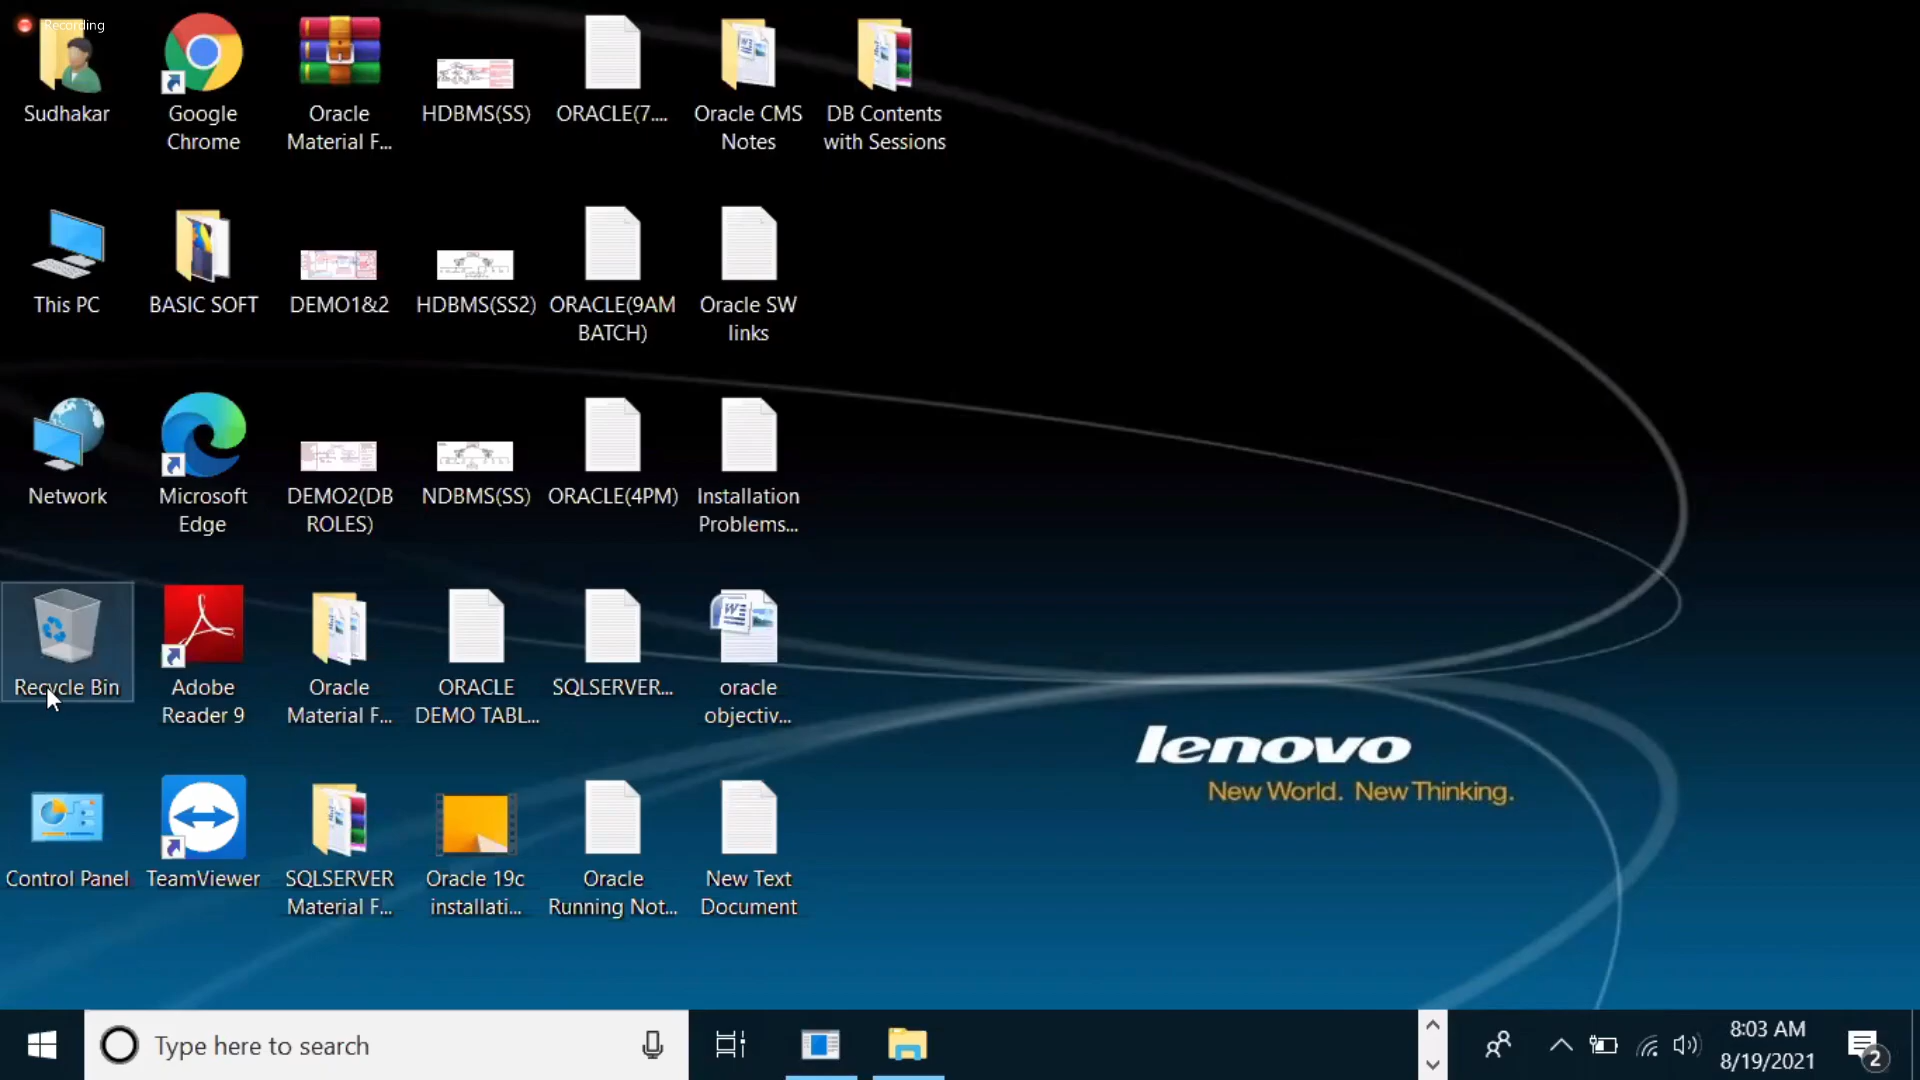 Recording
Sudhakar
Google
Chrome
Oracle
Material F...
HDBMS(SS)
ORACLE(7....
Oracle CMS
Notes
DB Contents
with Sessions
This PC
BASIC SOFT
DEMO1&2
HDBMS(SS2)
ORACLE(9AM
BATCH)
Oracle SW
links
Network
Microsoft
Edge
DEMO2(DB
ROLES)
NDBMS(SS)
ORACLE(4PM)
Installation
Problems...
Recycle Bin
Adobe
Reader 9
Oracle
Material F...
ORACLE
DEMO TABL...
SQLSERVER...
oracle
objectiv...
lenovo
New World. New Thinking.
Control Panel
TeamViewer
SQLSERVER
Material F...
Oracle 19c
installati...
Oracle
Running Not...
New Text
Document
Type here to search
8:03 AM
8/19/2021
2